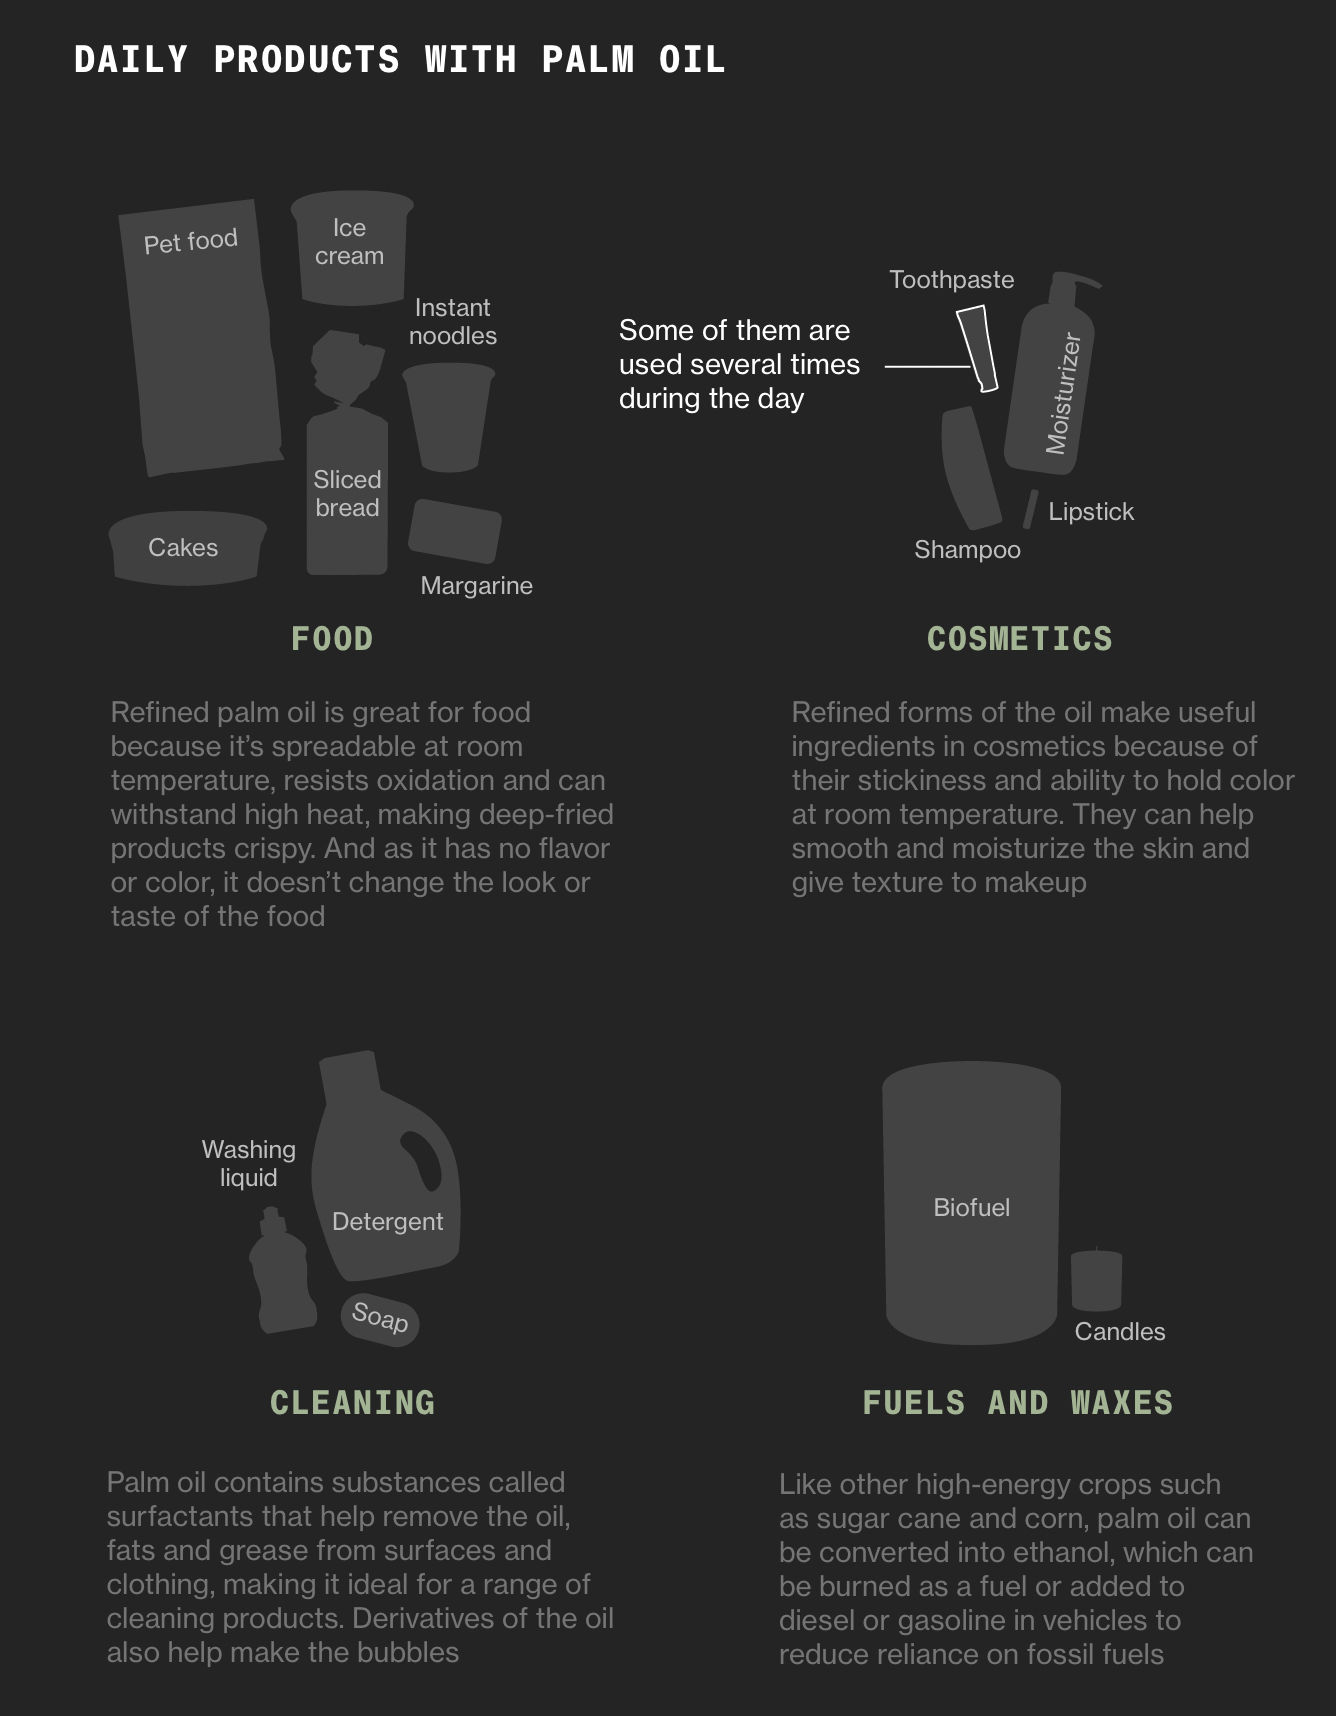 DAILY PRODUCTS WITH PALM OIL
Pet food
Ice
cream
Instant
noodles
Sliced
bread
Cakes
Margarine
FOOD
Refined palm oil is great for food
because it’s spreadable at room
temperature, resists oxidation and can
withstand high heat, making deep-fried
products crispy. And as it has no flavor
or color, it doesn’t change the look or
taste of the food
Some of them are
used several times
during the day
Toothpaste
Moisturizer
Lipstick
Shampoo
COSMETICS
Refined forms of the oil make useful
ingredients in cosmetics because of
their stickiness and ability to hold color
at room temperature. They can help
smooth and moisturize the skin and
give texture to makeup
Washing
liquid
Detergent
Soap
CLEANING
Palm oil contains substances called
surfactants that help remove the oil,
fats and grease from surfaces and
clothing, making it ideal for a range of
cleaning products. Derivatives of the oil
also help make the bubbles
Biofuel
Candles
FUELS AND WAXES
Like other high-energy crops such
as sugar cane and corn, palm oil can
be converted into ethanol, which can
be burned as a fuel or added to
diesel or gasoline in vehicles to
reduce reliance on fossil fuels